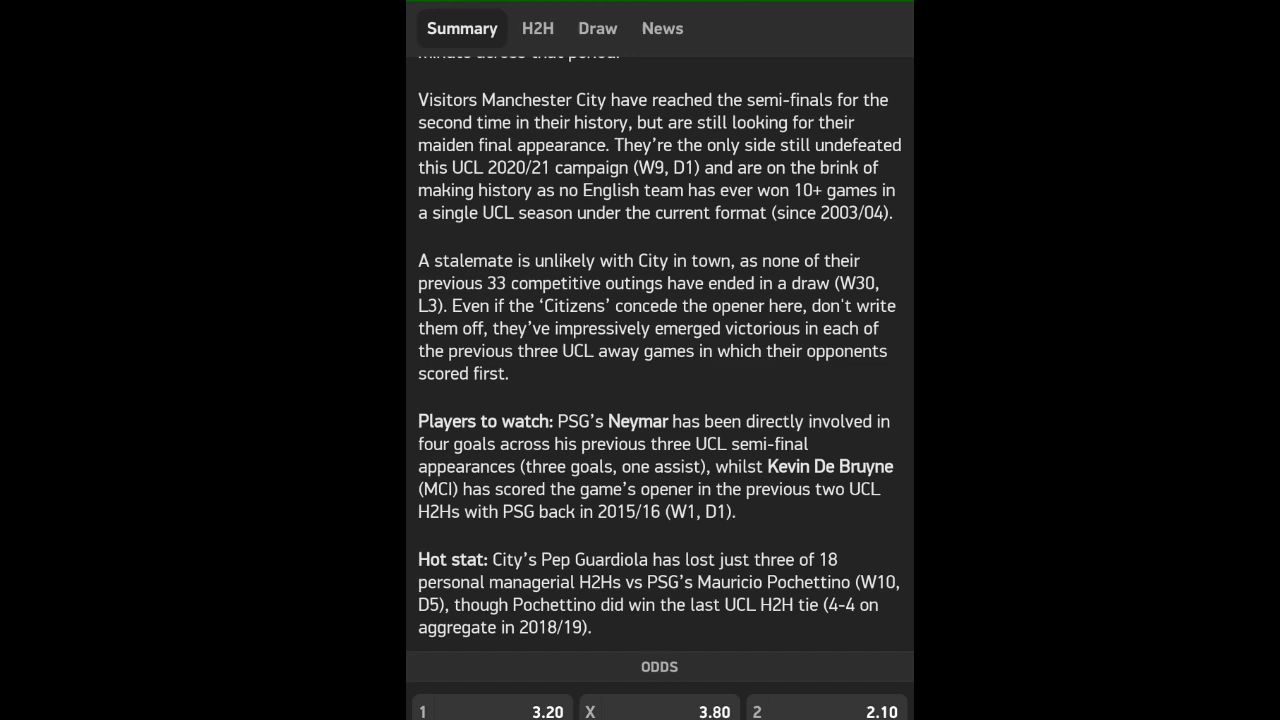 Summary H2H Draw News
minute across that period.
Visitors Manchester City have reached the semi-finals for the
second time in their history, but are still looking for their
maiden final appearance. They’re the only side still undefeated
this UCL 2020/21 campaign (W9, D1) and are on the brink of
making history as no English team has ever won 10+ games in
a single UCL season under the current format (since 2003/04).
A stalemate is unlikely with City in town, as none of their
previous 33 competitive outings have ended in a draw (W30,
L3). Even if the ‘Citizens’ concede the opener here, don't write
them off, they’ve impressively emerged victorious in each of
the previous three UCL away games in which their opponents
scored first.
Players to watch: PSG’s Neymar has been directly involved in
four goals across his previous three UCL semi-final
appearances (three goals, one assist), whilst Kevin De Bruyne
(MCI) has scored the game’s opener in the previous two UCL
H2Hs with PSG back in 2015/16 (W1, D1).
Hot stat: City’s Pep Guardiola has lost just three of 18
personal managerial H2Hs vs PSG’s Mauricio Pochettino (W10,
D5), though Pochettino did win the last UCL H2H tie (4-4 on
aggregate in 2018/19).
ODDS
1 3.20 X 3.80 2 2.10